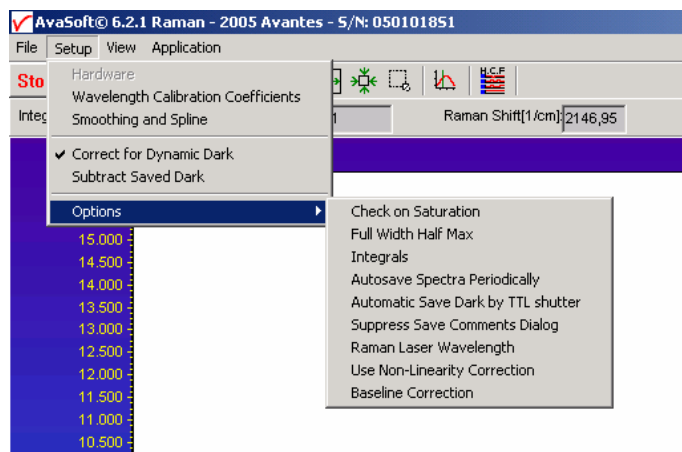 AvaSoft© 6.2.1 Raman - 2005 Avantes - S/N: 0501018S1
File Setup View Application
Sto
H.C.F
Integ
1
Raman Shift[1/cm]: 2146,95
Hardware
Wavelength Calibration Coefficients
Smoothing and Spline
Correct for Dynamic Dark
Subtract Saved Dark
Options
Check on Saturation
Full Width Half Max
Integrals
Autosave Spectra Periodically
Automatic Save Dark by TTL shutter
Suppress Save Comments Dialog
Raman Laser Wavelength
Use Non-Linearity Correction
Baseline Correction
15.000
14.500
14.000
13.500
13.000
12.500
12.000
11.500
11.000
10.500